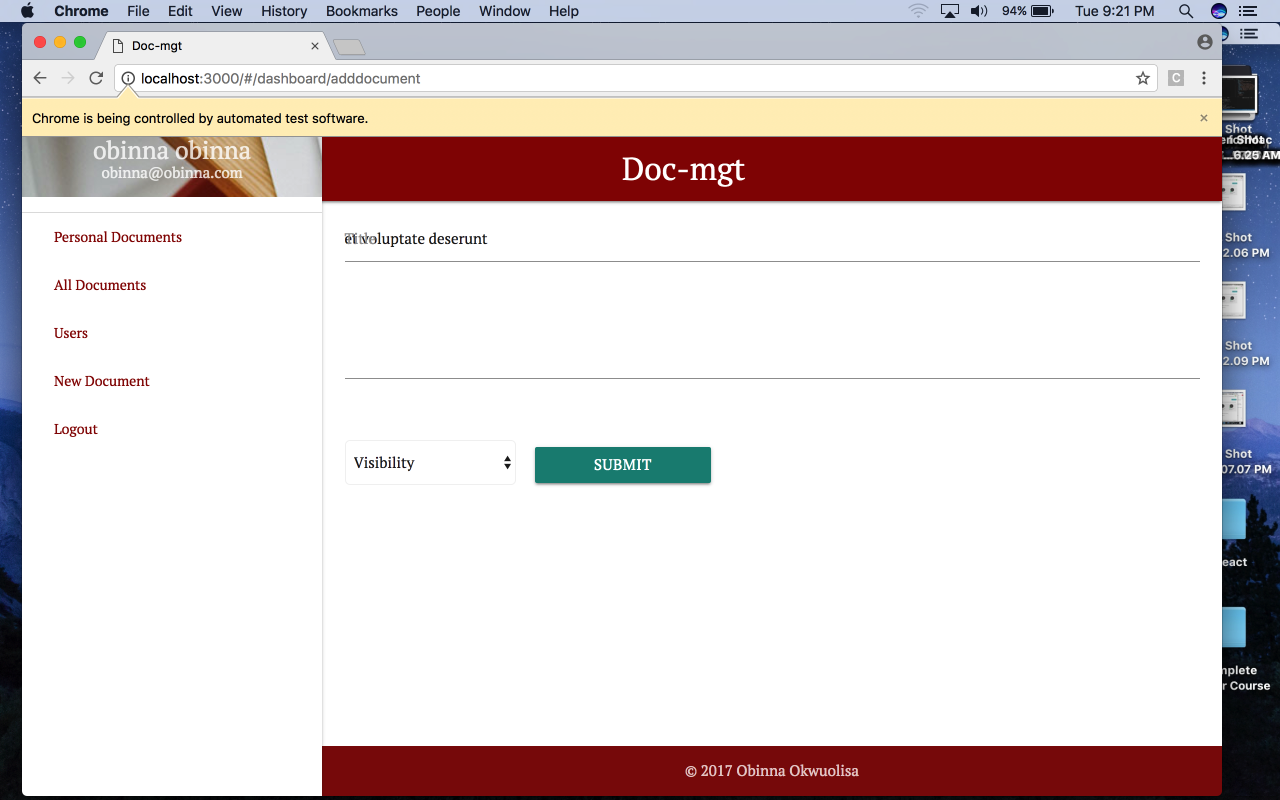 Chrome File Edit View History Bookmarks People Window Help 94% Tue 9:21 PM
Doc-mgt
localhost:3000/#/dashboard/adddocument
C
Chrome is being controlled by automated test software.
obinna obinna
obinna@obinna.com
Doc-mgt
Personal Documents
All Documents
Users
New Document
Logout
Title
voluptate deserunt
Visibility
SUBMIT
© 2017 Obinna Okwuolisa
Shot
...6.25 AM
Shot
2.06 PM
Shot
2.09 PM
Shot
07.07 PM
eact
mplete
r Course